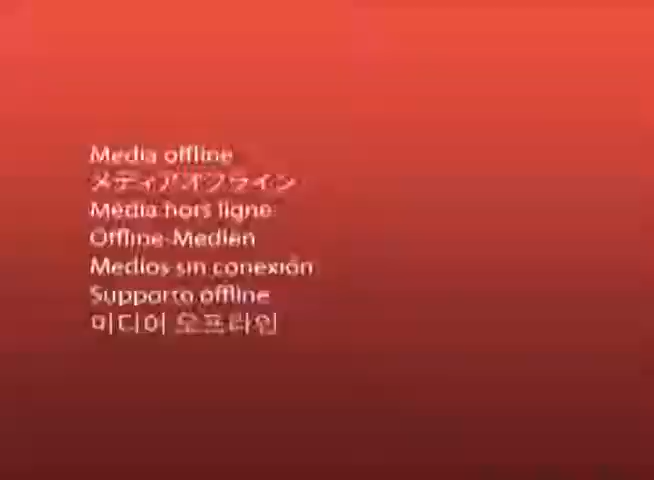 Media offline
メディアオフライン
Média hors ligne
Offline-Medien
Medios sin conexión
Supporto offline
미디어 오프라인